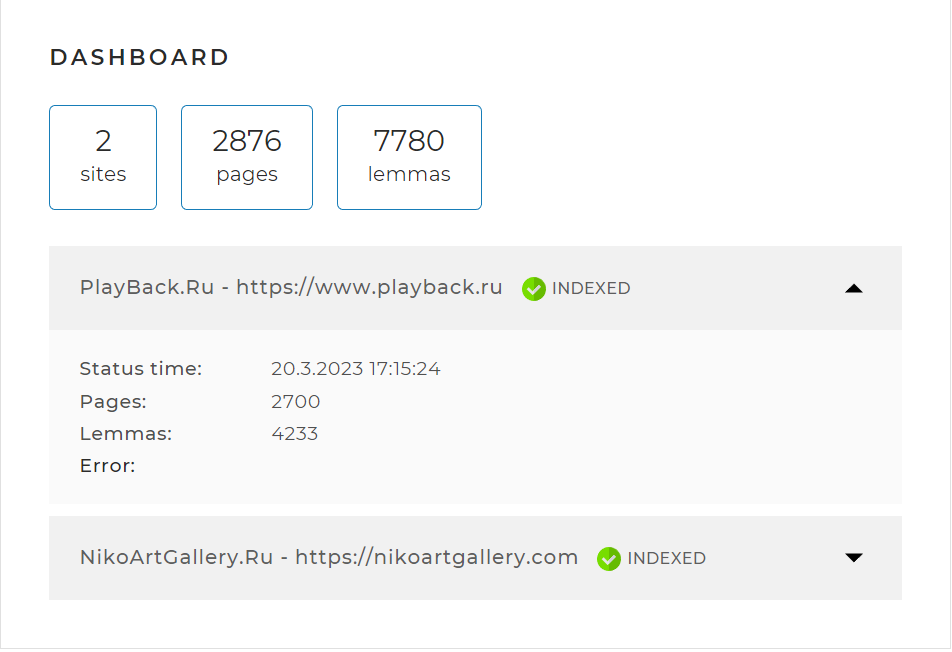 DASHBOARD
2
sites
2876
pages
7780
lemmas
PlayBack.Ru - https://www.playback.ru INDEXED
Status time: 20.3.2023 17:15:24
Pages: 2700
Lemmas: 4233
Error:
NikoArtGallery.Ru - https://nikoartgallery.com INDEXED